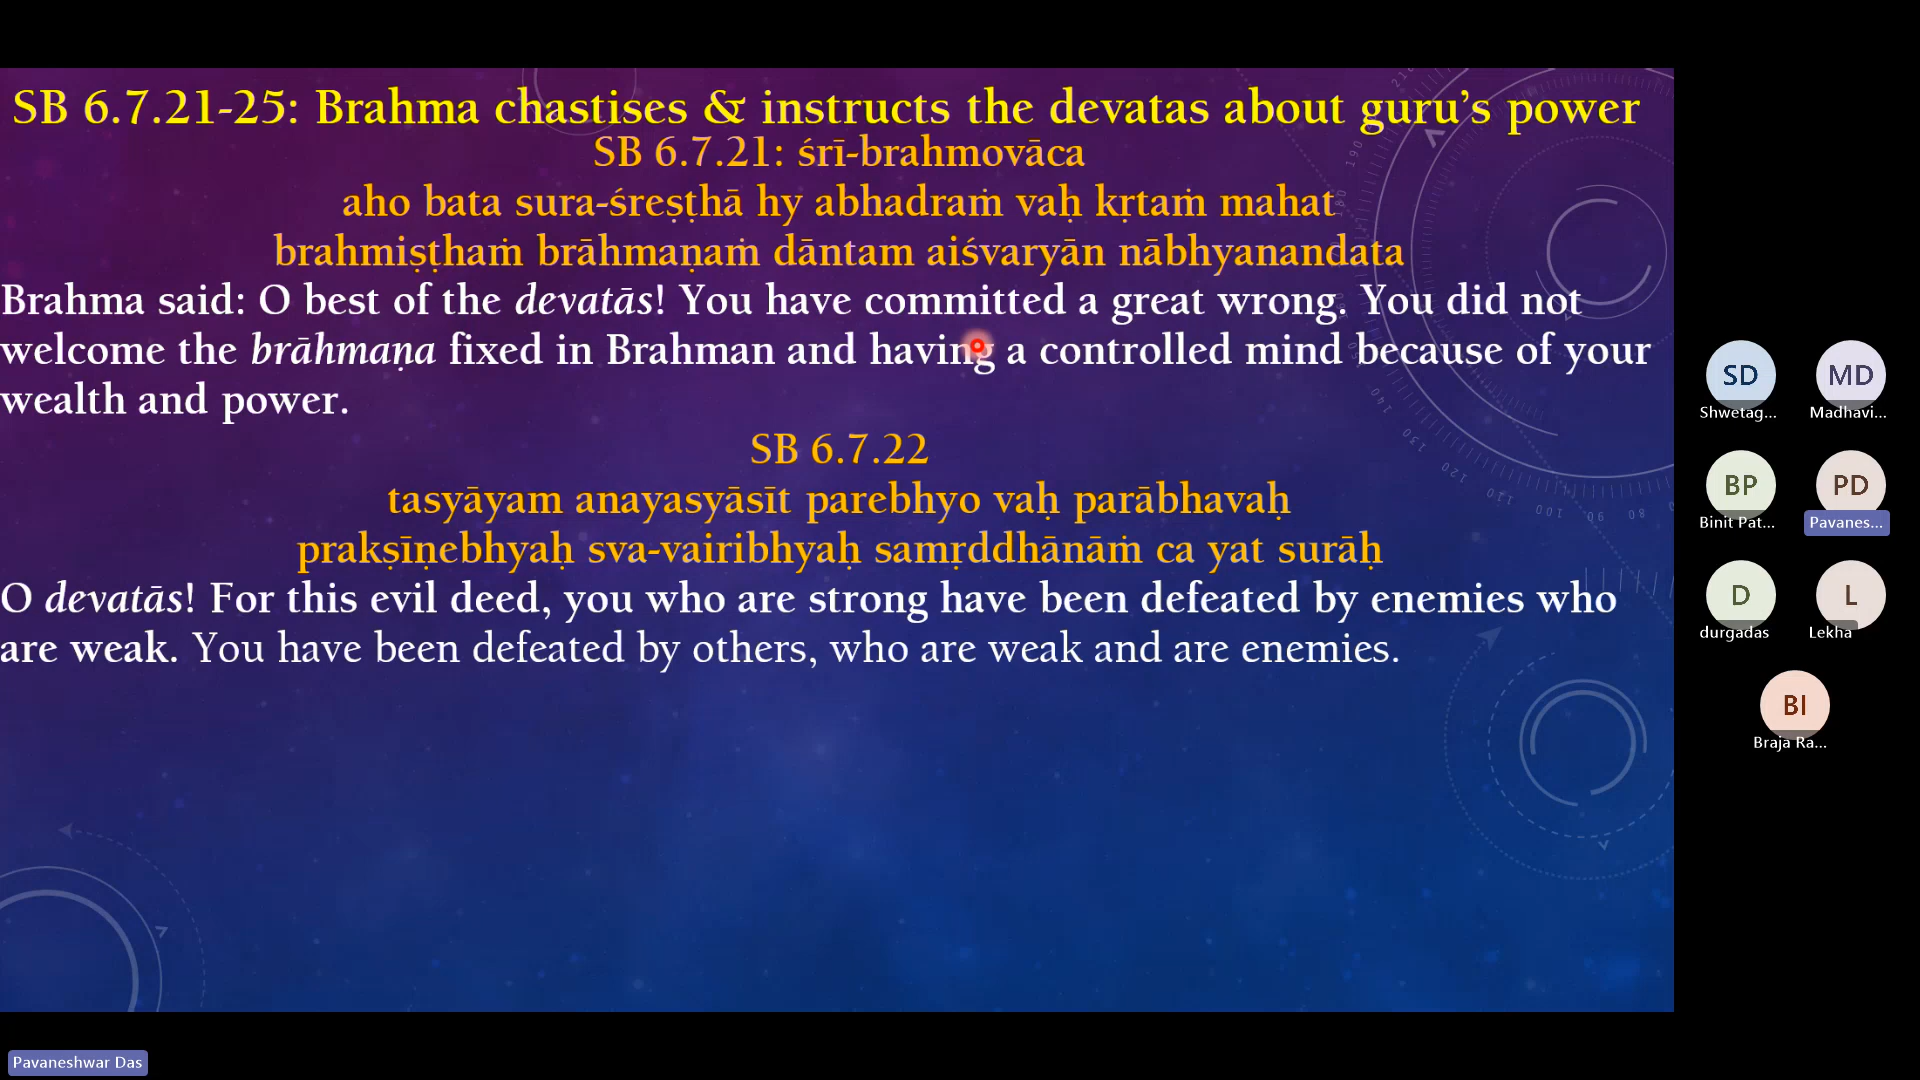 SB 6.7.21-25: Brahma chastises & instructs the devatas about guru’s power
SB 6.7.21: śrī-brahmovāca
aho bata sura-śreṣṭhā hy abhadraṁ vaḥ kṛtaṁ mahat
brahmiṣṭhaṁ brāhmaṇaṁ dāntam aiśvaryān nābhyanandata
Brahma said: O best of the devatās! You have committed a great wrong. You did not
welcome the brāhmaṇa fixed in Brahman and having a controlled mind because of your
wealth and power.
SB 6.7.22
tasyāyam anayasyāsīt parebhyo vaḥ parābhavaḥ
prakṣīṇebhyaḥ sva-vairibhyaḥ samṛddhānāṁ ca yat surāḥ
O devatās! For this evil deed, you who are strong have been defeated by enemies who
are weak. You have been defeated by others, who are weak and are enemies.
SD MD
Shwetag... Madhavi...
BP PD
Binit Pat... Pavanes...
D L
durgadas Lekha
BI
Braja Ra...
Pavaneshwar Das